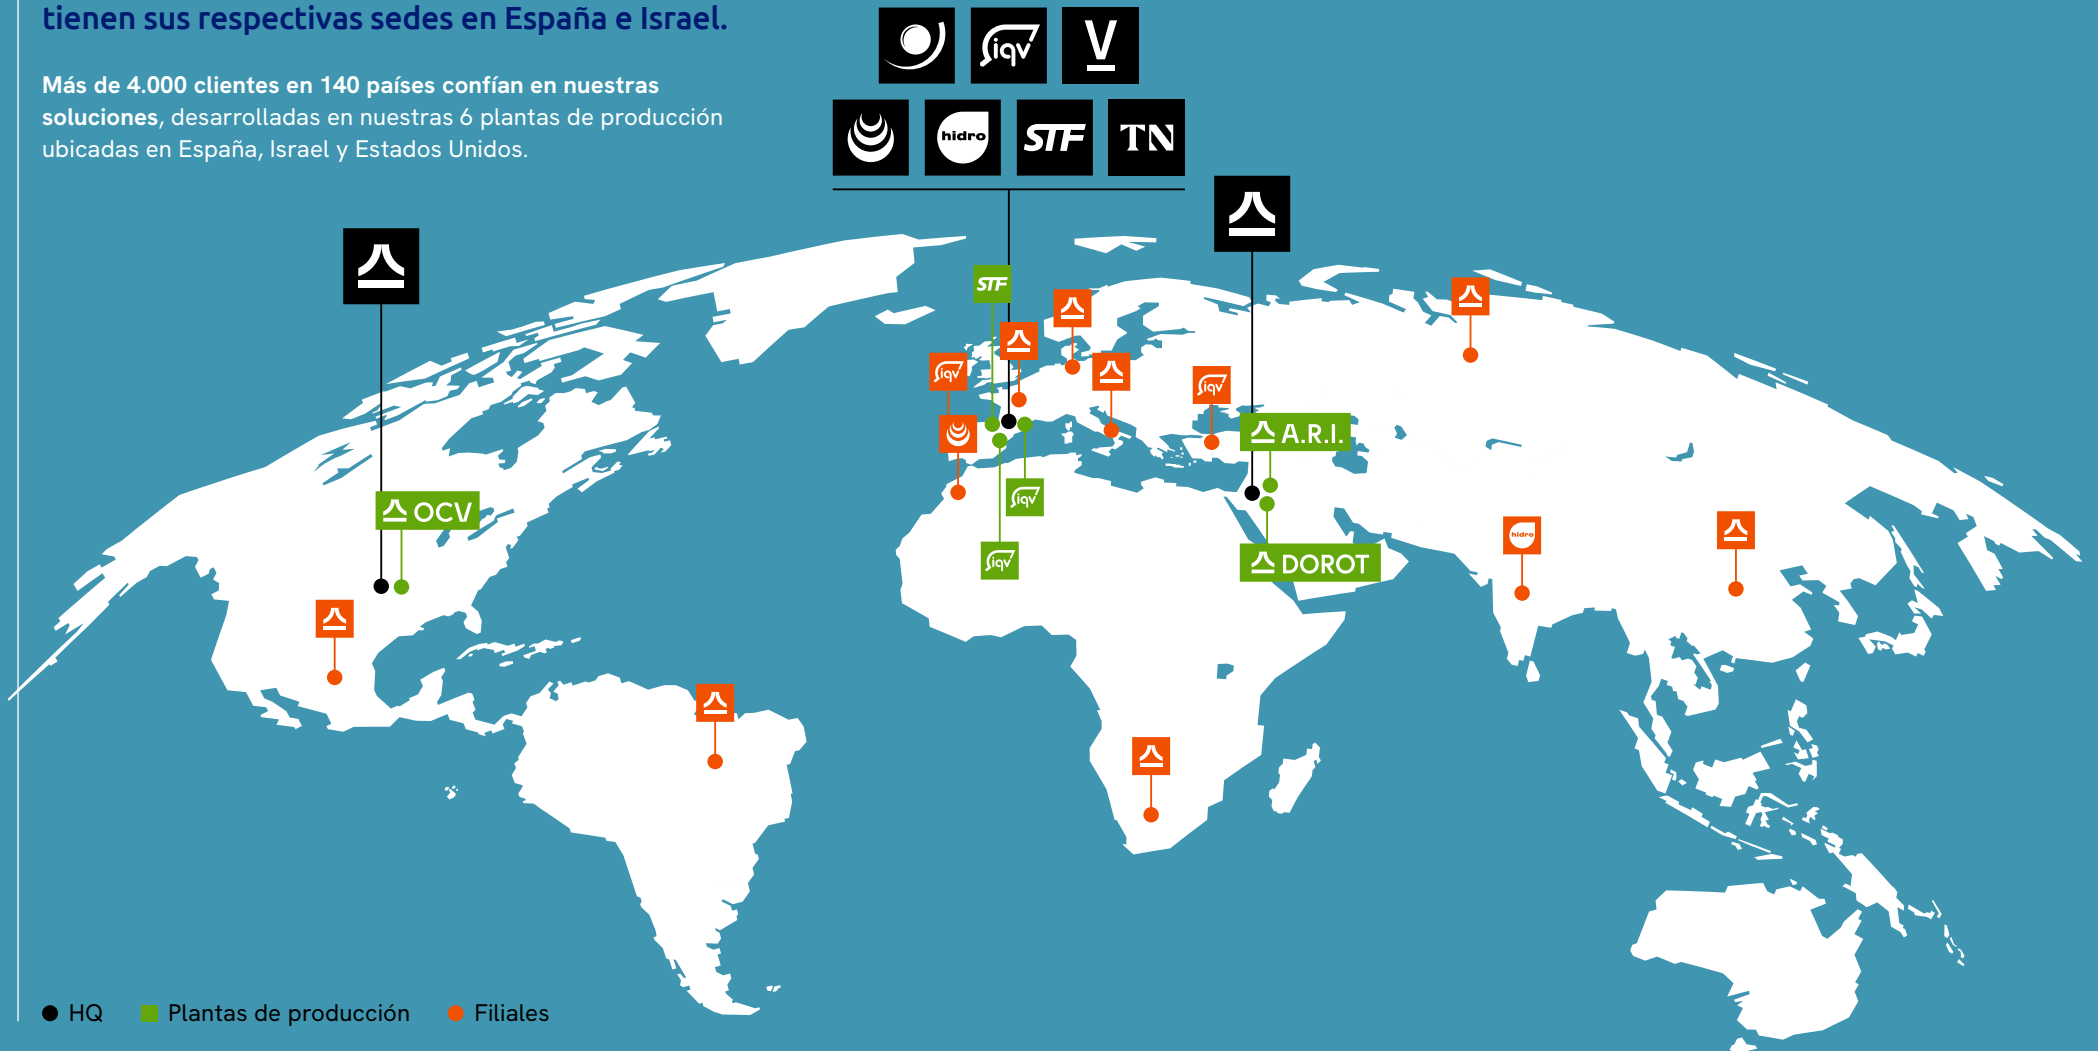 tienen sus respectivas sedes en España e Israel.
Más de 4.000 clientes en 140 países confían en nuestras
soluciones, desarrolladas en nuestras 6 plantas de producción
ubicadas en España, Israel y Estados Unidos.
iqv V
hidro STF TN
STF
iqv
iqv
A.R.I.
OCV
iqv
hidro
iqv
DOROT
HQ Plantas de producción Filiales